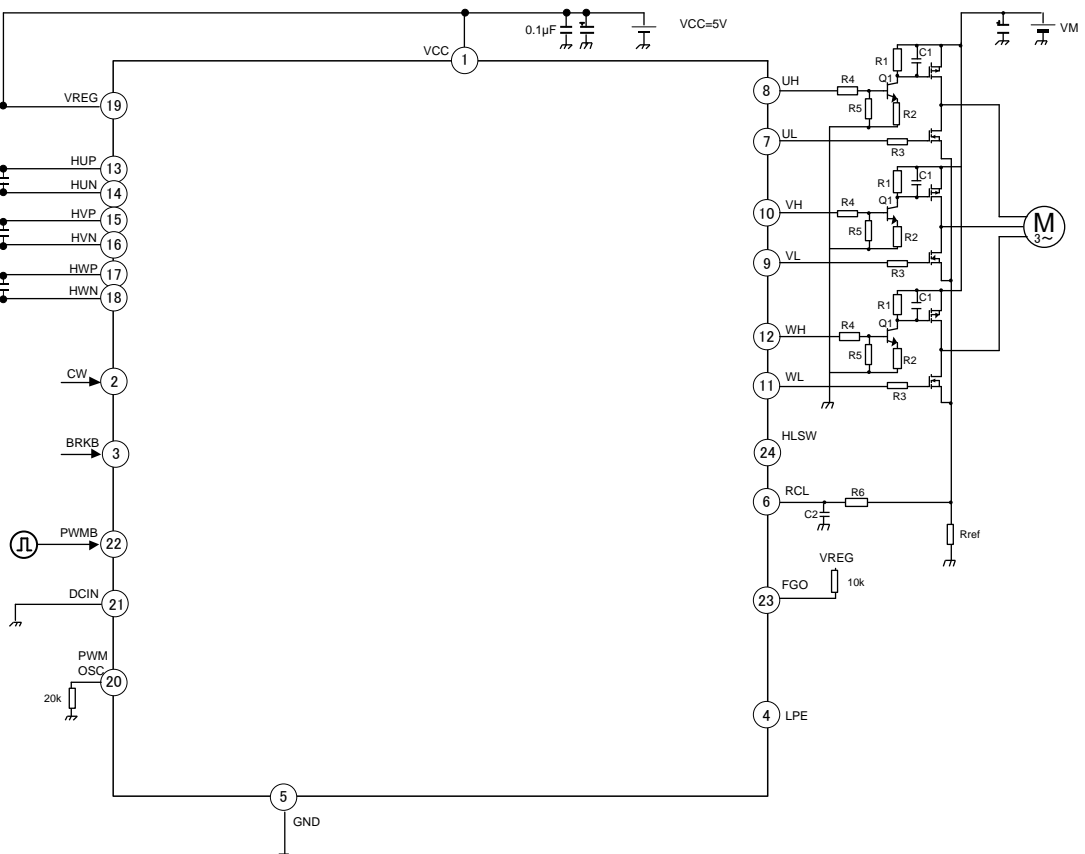 0.1µF
VCC=5V
VM
VCC
1
VREG
19
HUP
13
HUN
14
HVP
15
HVN
16
HWP
17
HWN
18
CW
2
BRKB
3
PWMB
22
DCIN
21
PWM
OSC
20
20k
5
GND
8
UH
R4
R5
Q1
R1
C1
R2
7
UL
R3
10
VH
R4
R5
Q1
R1
C1
R2
9
VL
R3
12
WH
R4
R5
Q1
R1
C1
R2
11
WL
R3
M
3~
24
HLSW
6
RCL
R6
C2
Rref
VREG
10k
23
FGO
4
LPE